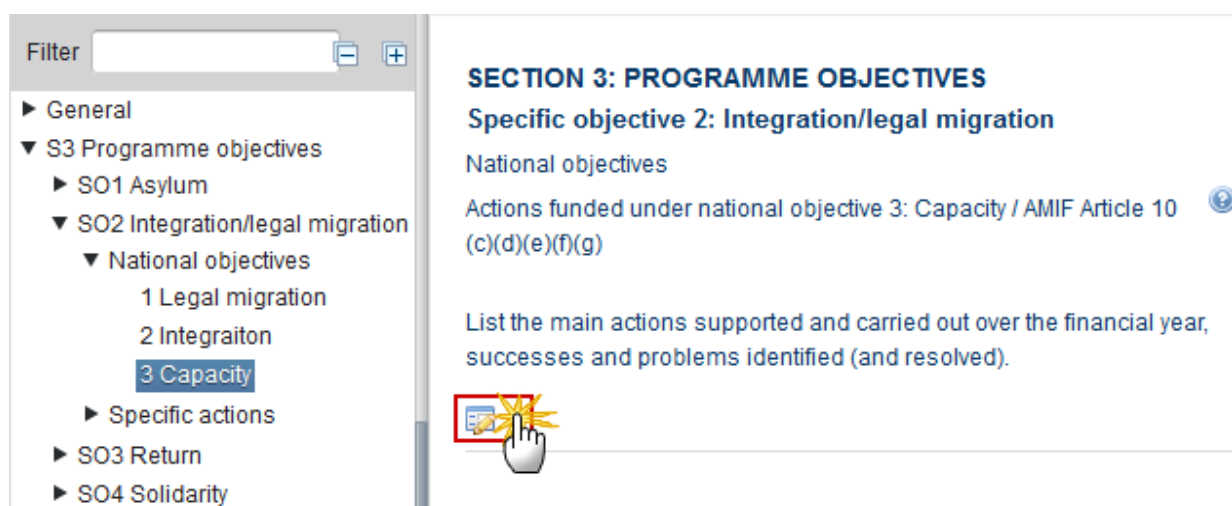 Filter
General
S3 Programme objectives
SO1 Asylum
SO2 Integration/legal migration
National objectives
1 Legal migration
2 Integraiton
3 Capacity
Specific actions
SO3 Return
SO4 Solidarity
SECTION 3: PROGRAMME OBJECTIVES
Specific objective 2: Integration/legal migration
National objectives
Actions funded under national objective 3: Capacity / AMIF Article 10
(c)(d)(e)(f)(g)
List the main actions supported and carried out over the financial year,
successes and problems identified (and resolved).